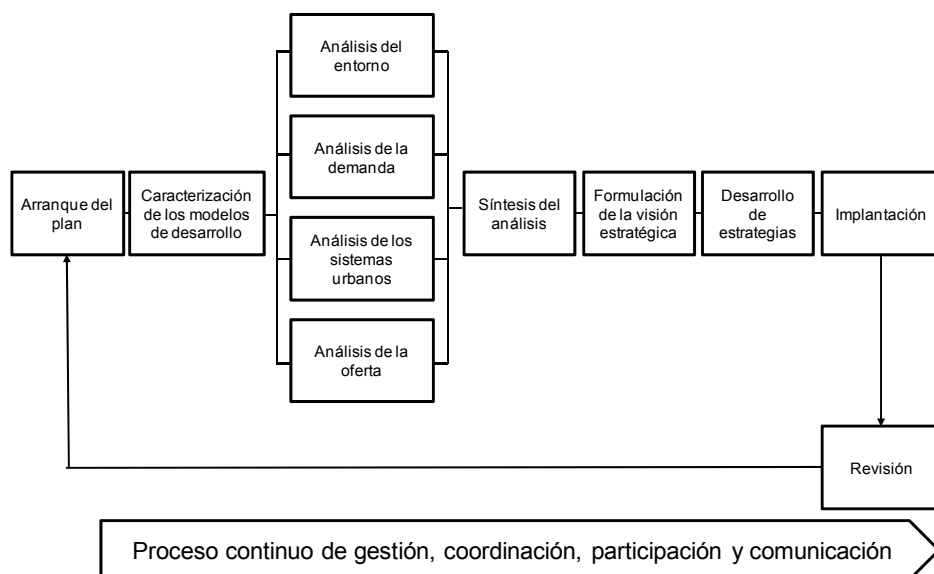 Análisis del
entorno
Análisis de la
demanda
Arranque del
plan
Caracterización
de los modelos
de desarrollo
Análisis de los
sistemas
urbanos
Análisis de la
oferta
Síntesis del
análisis
Formulación
de la visión
estratégica
Desarrollo
de
estrategias
Implantación
Revisión
Proceso continuo de gestión, coordinación, participación y comunicación